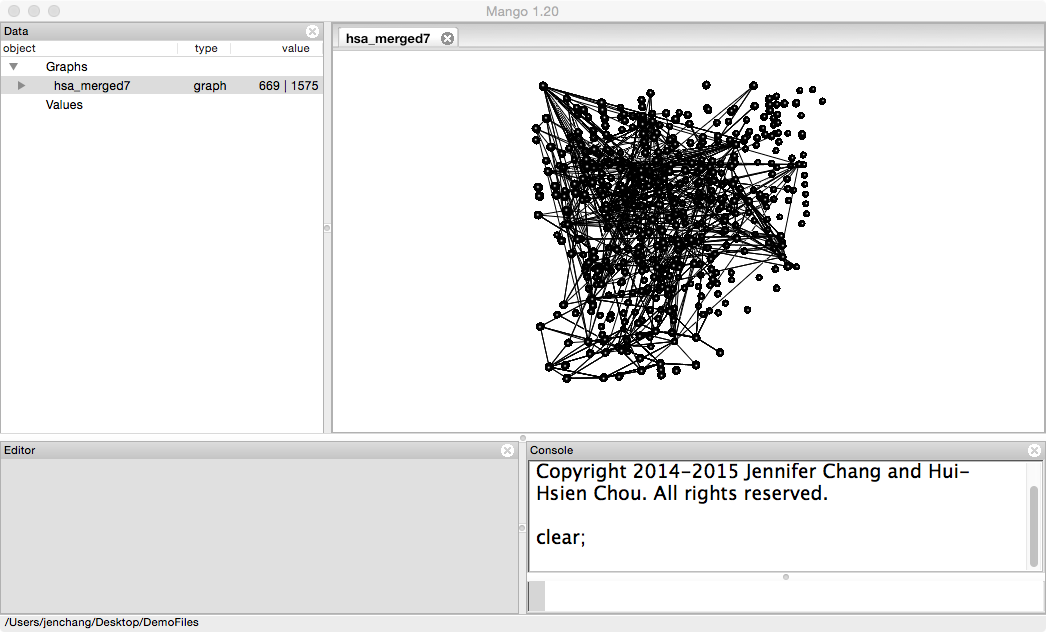 Mango 1.20
Data
object type value
Graphs
hsa_merged7 graph 669 | 1575
Values
hsa_merged7
Editor
Console
Copyright 2014-2015 Jennifer Chang and Hui-
Hsien Chou. All rights reserved.
clear;
/Users/jenchang/Desktop/DemoFiles